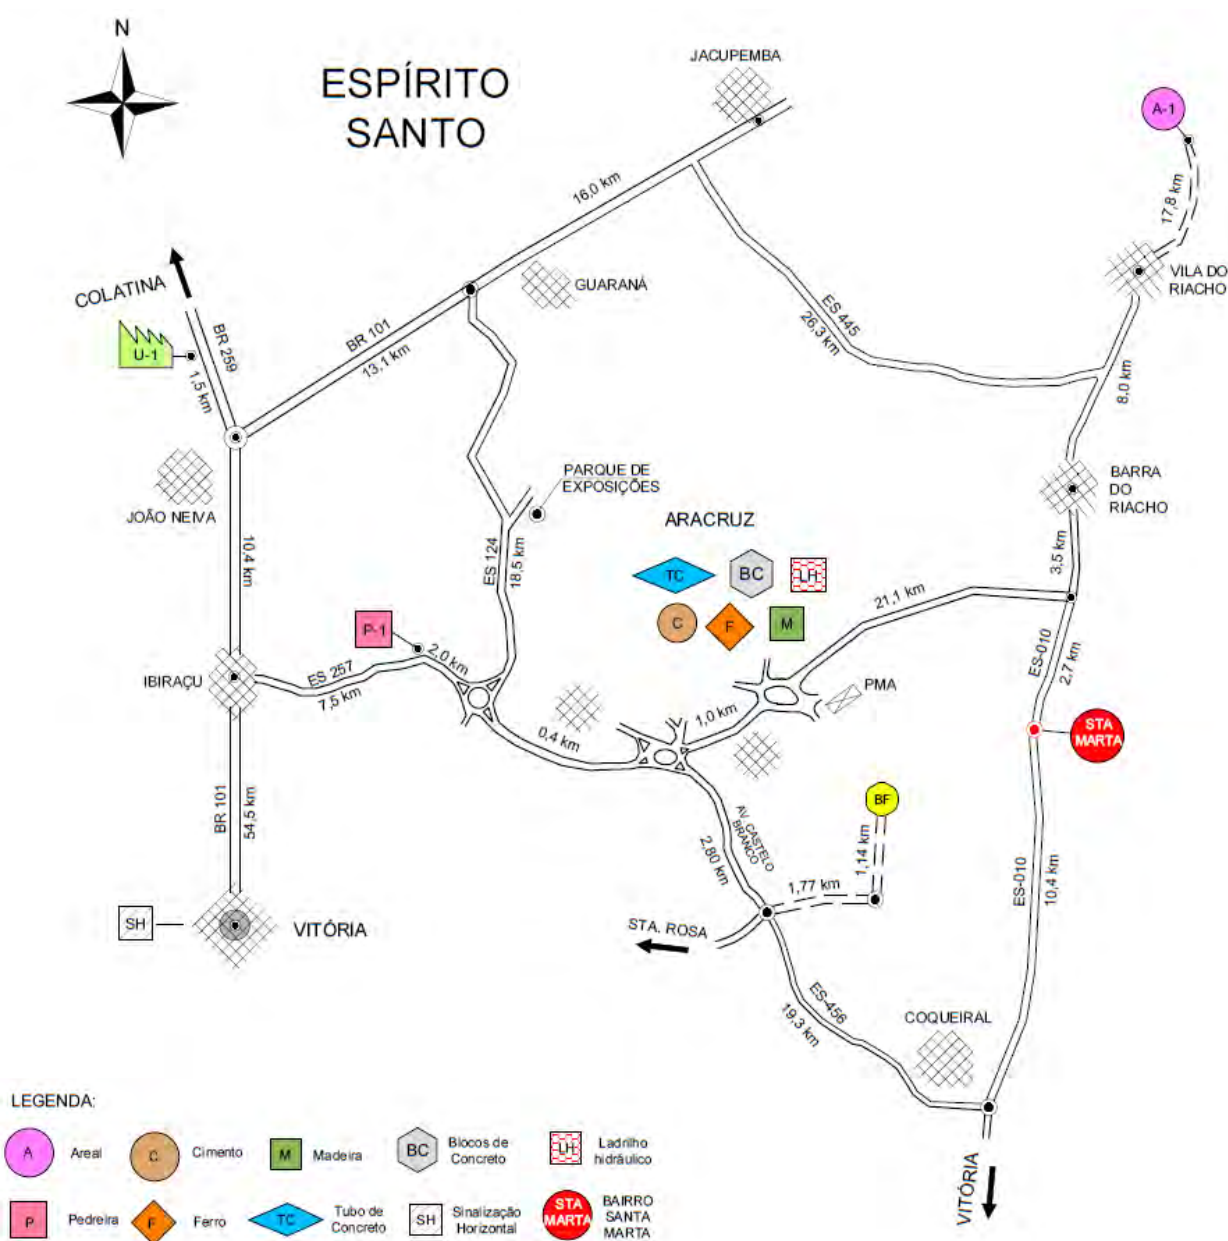 N
ESPÍRITO
SANTO
JACUPEMBA
A-1
17,8 km
16,0 km
VILA DO
RIACHO
COLATINA
GUARANÁ
U-1
BR 259
1,5 km
BR 101
13,1 km
ES 445
26,3 km
8,0 km
JOÃO NEIVA
PARQUE DE
EXPOSIÇÕES
BARRA
DO
RIACHO
ARACRUZ
10,4 km
ES 124
18,5 km
TC
BC
LH
3,5 km
21,1 km
C
F
M
P-1
2,0 km
IBIRAÇU
ES 257
7,5 km
ES-010
2,7 km
PMA
0,4 km
1,0 km
STA
MARTA
BR 101
54,5 km
BF
AV. CASTELO
BRANCO
2,80 km
1,14 km
1,77 km
ES-010
10,4 km
SH
VITÓRIA
STA. ROSA
ES-456
19,3 km
COQUEIRAL
VITÓRIA
LEGENDA:
A
Areal
C
Cimento
M
Madeira
BC
Blocos de
Concreto
LH
Ladrilho
hidráulico
P
Pedreira
F
Ferro
TC
Tubo de
Concreto
SH
Sinalização
Horizontal
STA
MARTA
BAIRRO
SANTA
MARTA